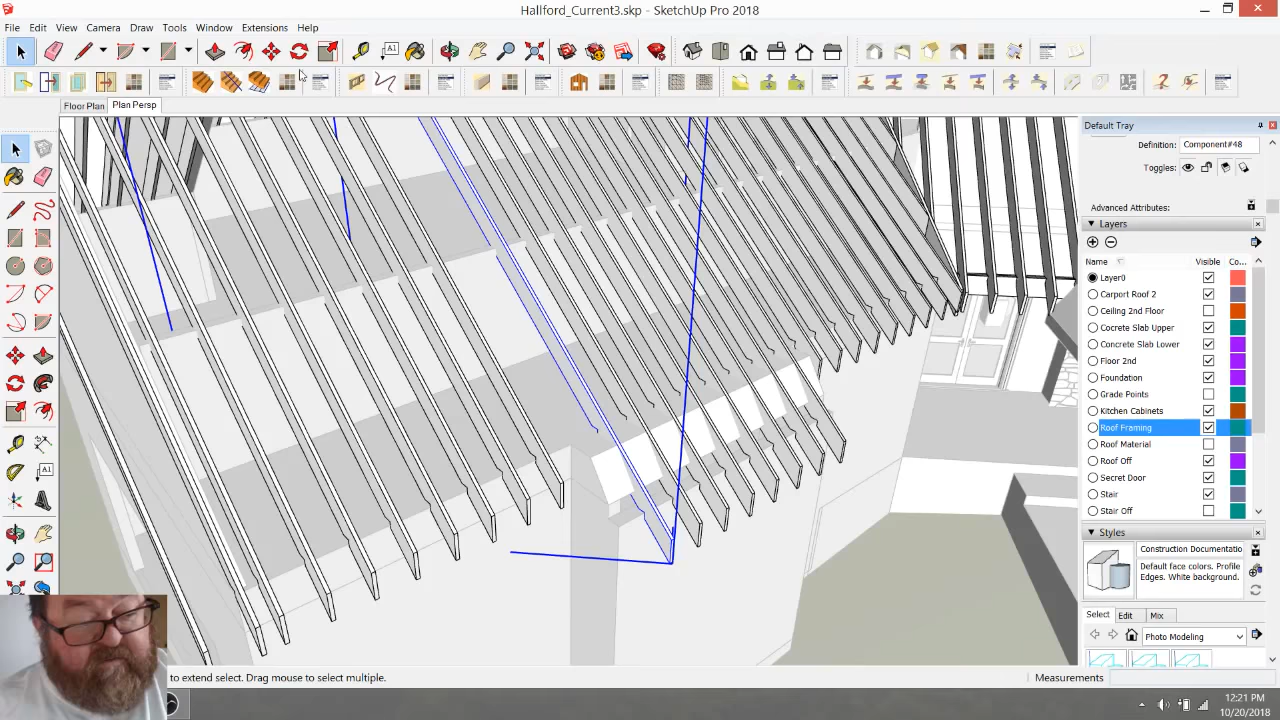 Hallford_Current3.skp - SketchUp Pro 2018
File Edit View Camera Draw Tools Window Extensions Help
Floor Plan Plan Persp
Default Tray
Definition: Component#48
Toggles:
Advanced Attributes:
Layers
Name Visible Co...
Layer0
Carport Roof 2
Ceiling 2nd Floor
Cocrete Slab Upper
Concrete Slab Lower
Floor 2nd
Foundation
Grade Points
Kitchen Cabinets
Roof Framing
Roof Material
Roof Off
Secret Door
Stair
Stair Off
Styles
Construction Documentatio
Default face colors. Profile
Edges. White background.
Select Edit Mix
Photo Modeling
to extend select. Drag mouse to select multiple.
Measurements
12:21 PM
10/20/2018